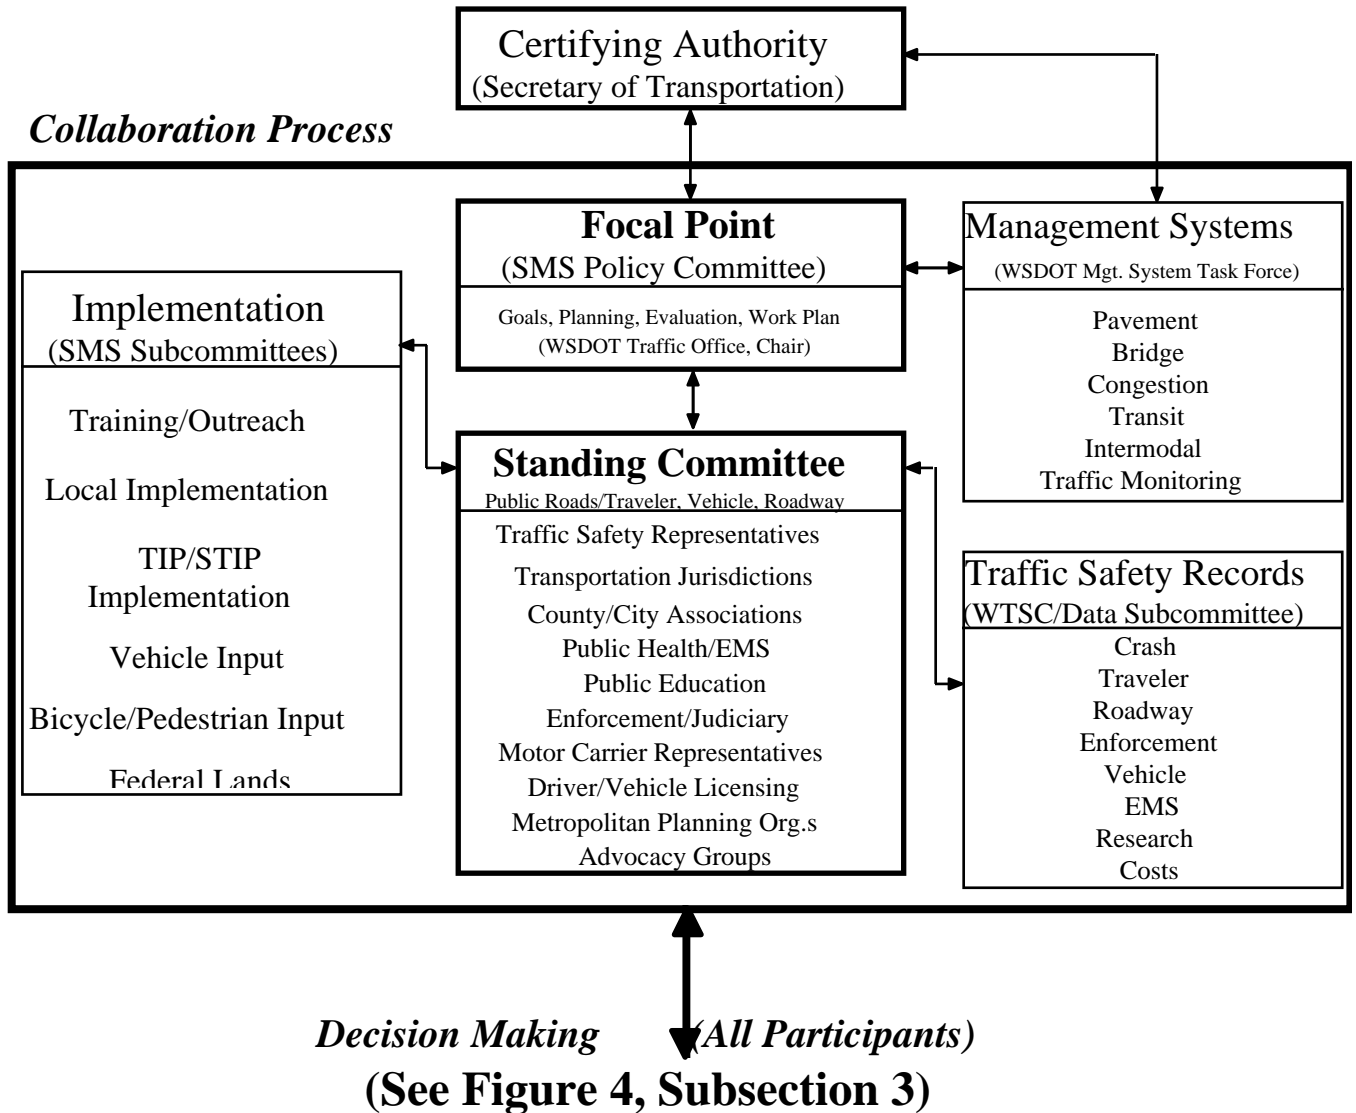 Certifying Authority
(Secretary of Transportation)
Collaboration Process
Focal Point
(SMS Policy Committee)
Goals, Planning, Evaluation, Work Plan
(WSDOT Traffic Office, Chair)
Management Systems
(WSDOT Mgt. System Task Force)
Pavement
Bridge
Congestion
Transit
Intermodal
Traffic Monitoring
Implementation
(SMS Subcommittees)
Training/Outreach
Local Implementation
TIP/STIP
Implementation
Vehicle Input
Bicycle/Pedestrian Input
Federal Lands
Standing Committee
Public Roads/Traveler, Vehicle, Roadway
Traffic Safety Representatives
Transportation Jurisdictions
County/City Associations
Public Health/EMS
Public Education
Enforcement/Judiciary
Motor Carrier Representatives
Driver/Vehicle Licensing
Metropolitan Planning Org.s
Advocacy Groups
Traffic Safety Records
(WTSC/Data Subcommittee)
Crash
Traveler
Roadway
Enforcement
Vehicle
EMS
Research
Costs
Decision Making (All Participants)
(See Figure 4, Subsection 3)